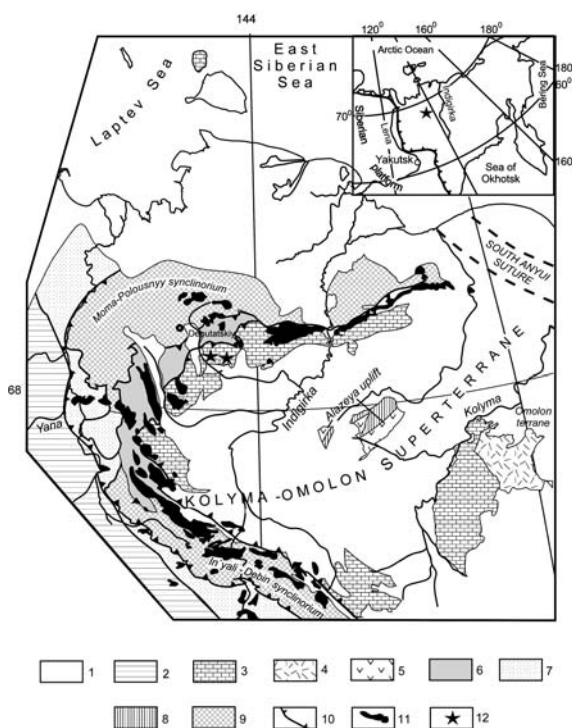 144
East
Siberian
Sea
Laptev Sea
120°
160°
180°
Arctic Ocean
Indigirka
Bering Sea
180
60°
70°
Siberian
platform
Lena
Yakutsk
Sea of
Okhotsk
160
SOUTH ANYUI
SUTURE
Moma-Polousnyy synclinorium
Deputatskiy
68
Yana
Indigirka
Alazeya uplift
Kolyma
Omolon
terrane
KOLYMA-OMOLON SUPERTERRANE
In'yali-Debin synclinorium
1
2
3
4
5
6
7
8
9
10
11
12